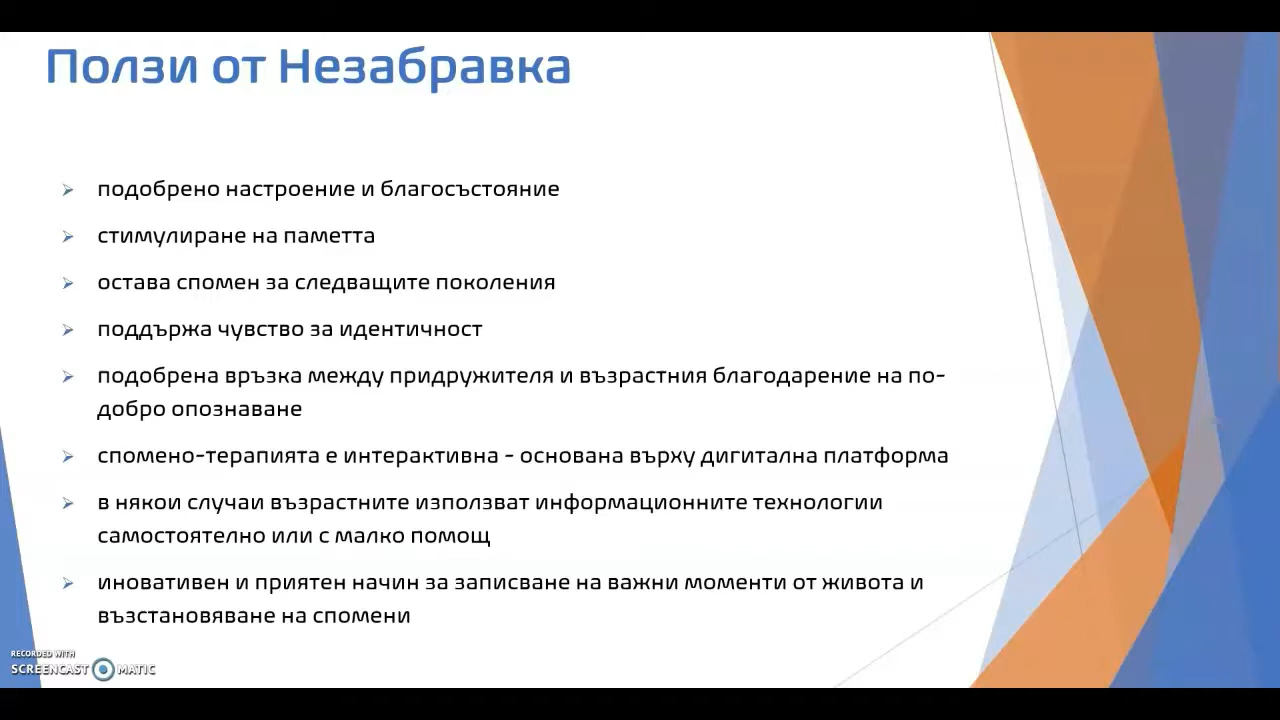 Ползи от Незабравка
подобрено настроение и благосъстояние
стимулиране на паметта
остава спомен за следващите поколения
поддържа чувство за идентичност
подобрена връзка между придружителя и възрастния благодарение на по-
добро опознаване
спомено-терапията е интерактивна - основана върху дигитална платформа
в някои случаи възрастните използват информационните технологии
самостоятелно или с малко помощ
иновативен и приятен начин за записване на важни моменти от живота и
възстановяване на спомени
RECORDED WITH
SCREENCAST MATIC